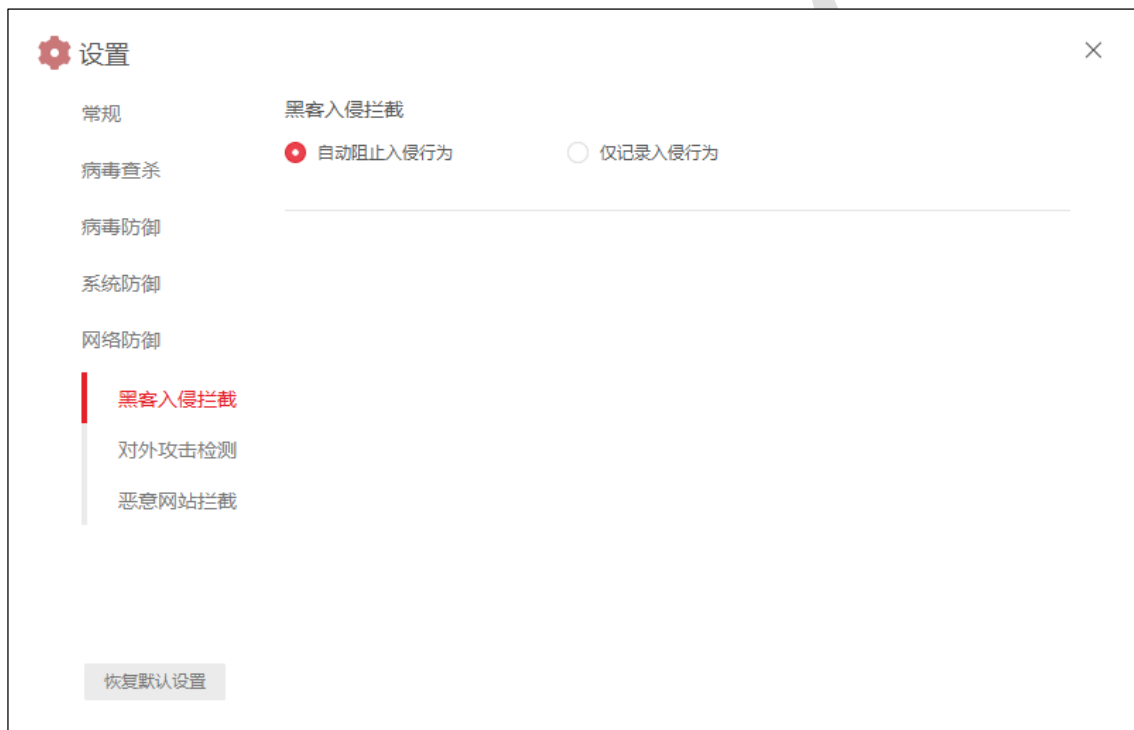 设置
常规
病毒查杀
病毒防御
系统防御
网络防御
黑客入侵拦截
对外攻击检测
恶意网站拦截
恢复默认设置
黑客入侵拦截
自动阻止入侵行为 仅记录入侵行为